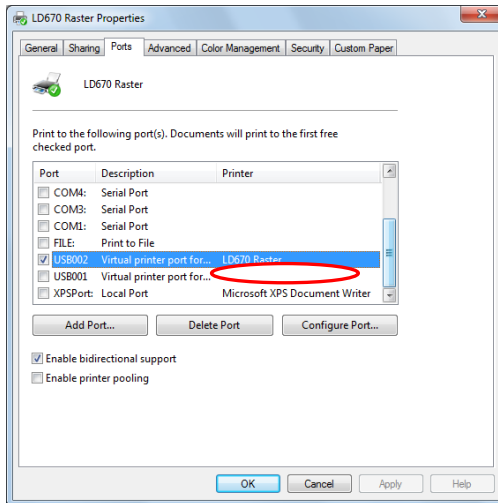 LD670 Raster Properties
General Sharing Ports Advanced Color Management Security Custom Paper
LD670 Raster
Print to the following port(s). Documents will print to the first free
checked port.
Port Description Printer
COM4: Serial Port
COM3: Serial Port
COM1: Serial Port
FILE: Print to File
USB002 Virtual printer port for... LD670 Raster
USB001 Virtual printer port for...
XPSPort: Local Port Microsoft XPS Document Writer
Add Port... Delete Port Configure Port...
Enable bidirectional support
Enable printer pooling
OK Cancel Apply Help